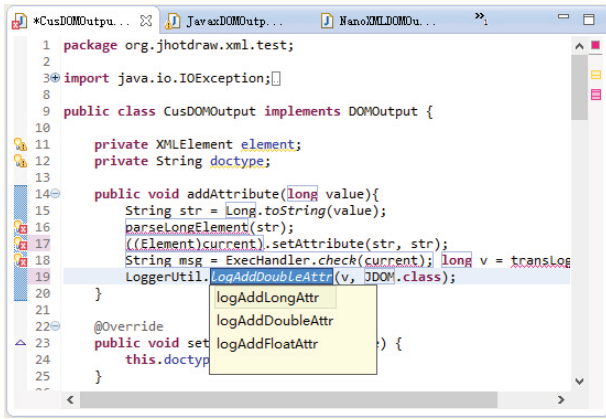 *CusDOMOutpu... JavaxDOMOutp... NanoXMLDOMOu... »1
1 package org.jhotdraw.xml.test;
2
3 import java.io.IOException;
8
9 public class CusDOMOutput implements DOMOutput {
10
11 private XMLElement element;
12 private String doctype;
13
14 public void addAttribute(long value){
15 String str = Long.toString(value);
16 parseLongElement(str);
17 ((Element)current).setAttribute(str, str);
18 String msg = ExecHandler.check(current); long v = transLog
19 LoggerUtil.logAddDoubleAttr(v, JDOM.class);
20 }
logAddLongAttr
21
22 @Override
logAddDoubleAttr
23 public void set e) {
logAddFloatAttr
24 this.doctyp
25 }